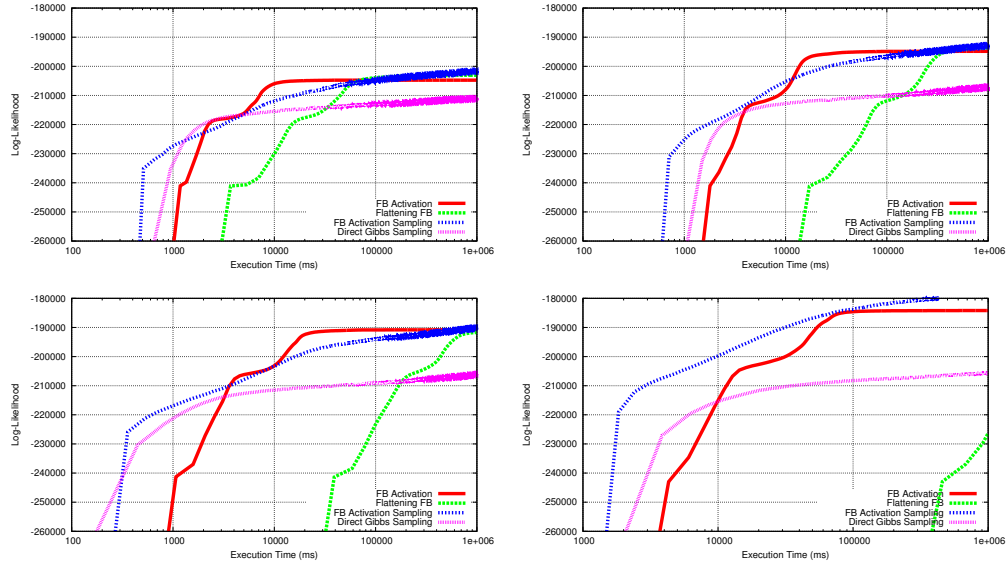 -180000
-190000
-200000
-210000
-220000
-230000
-240000
-250000
-260000
100
1000
10000
100000
1e+006
Log-Likelihood
Execution Time (ms)
FB Activation
Flattening FB
FB Activation Sampling
Direct Gibbs Sampling
-180000
-190000
-200000
-210000
-220000
-230000
-240000
-250000
-260000
100
1000
10000
100000
1e+006
Log-Likelihood
Execution Time (ms)
FB Activation
Flattening FB
FB Activation Sampling
Direct Gibbs Sampling
-180000
-190000
-200000
-210000
-220000
-230000
-240000
-250000
-260000
100
1000
10000
100000
1e+006
Log-Likelihood
Execution Time (ms)
FB Activation
Flattening FB
FB Activation Sampling
Direct Gibbs Sampling
-180000
-190000
-200000
-210000
-220000
-230000
-240000
-250000
-260000
1000
10000
100000
1e+006
Log-Likelihood
Execution Time (ms)
FB Activation
Flattening FB
FB Activation Sampling
Direct Gibbs Sampling